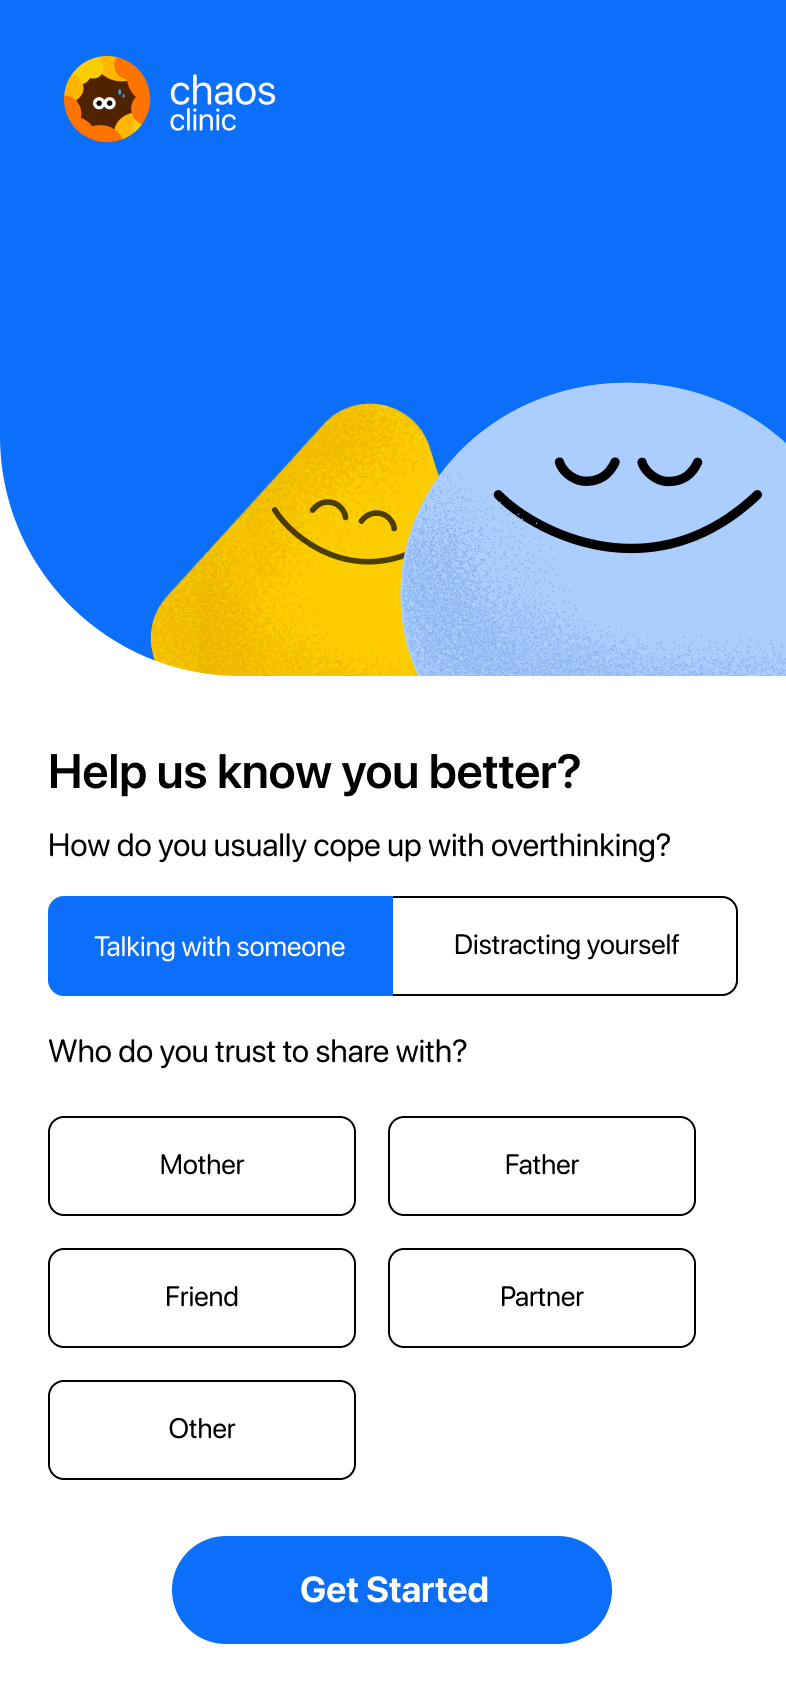 chaos
clinic
Help us know you better?
How do you usually cope up with overthinking?
Talking with someone
Distracting yourself
Who do you trust to share with?
Mother
Father
Friend
Partner
Other
Get Started